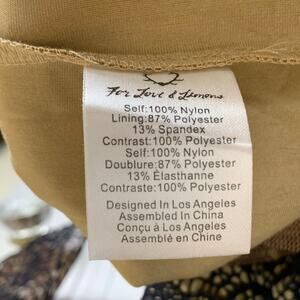 For Love & Lemons
Self:100% Nylon
Lining:87% Polyester
13% Spandex
Contrast:100% Polyester
Self:100% Nylon
Doublure:87% Polyester
13% Élasthanne
Contraste:100% Polyester
Designed In Los Angeles
Assembled In China
Conçu à Los Angeles
Assemblé en Chine